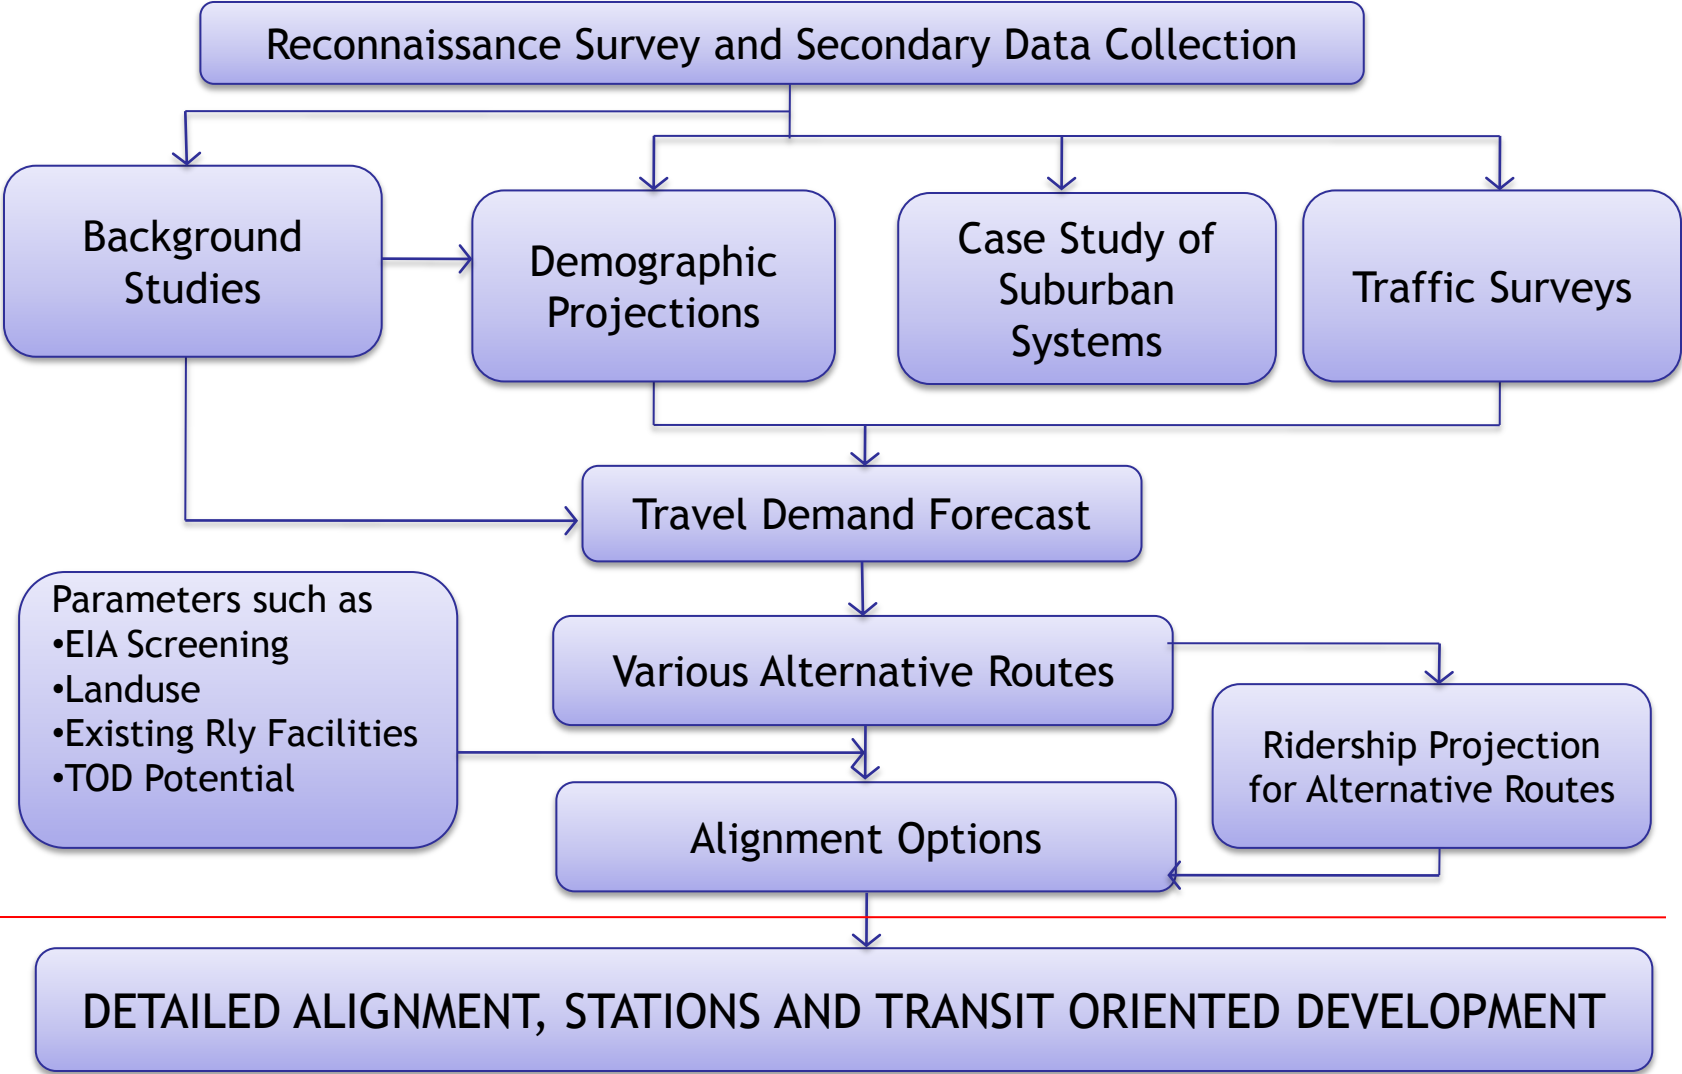 Reconnaissance Survey and Secondary Data Collection
Background
Studies
Demographic
Projections
Case Study of
Suburban
Systems
Traffic Surveys
Travel Demand Forecast
Parameters such as
•EIA Screening
•Landuse
•Existing Rly Facilities
•TOD Potential
Various Alternative Routes
Ridership Projection
for Alternative Routes
Alignment Options
DETAILED ALIGNMENT, STATIONS AND TRANSIT ORIENTED DEVELOPMENT